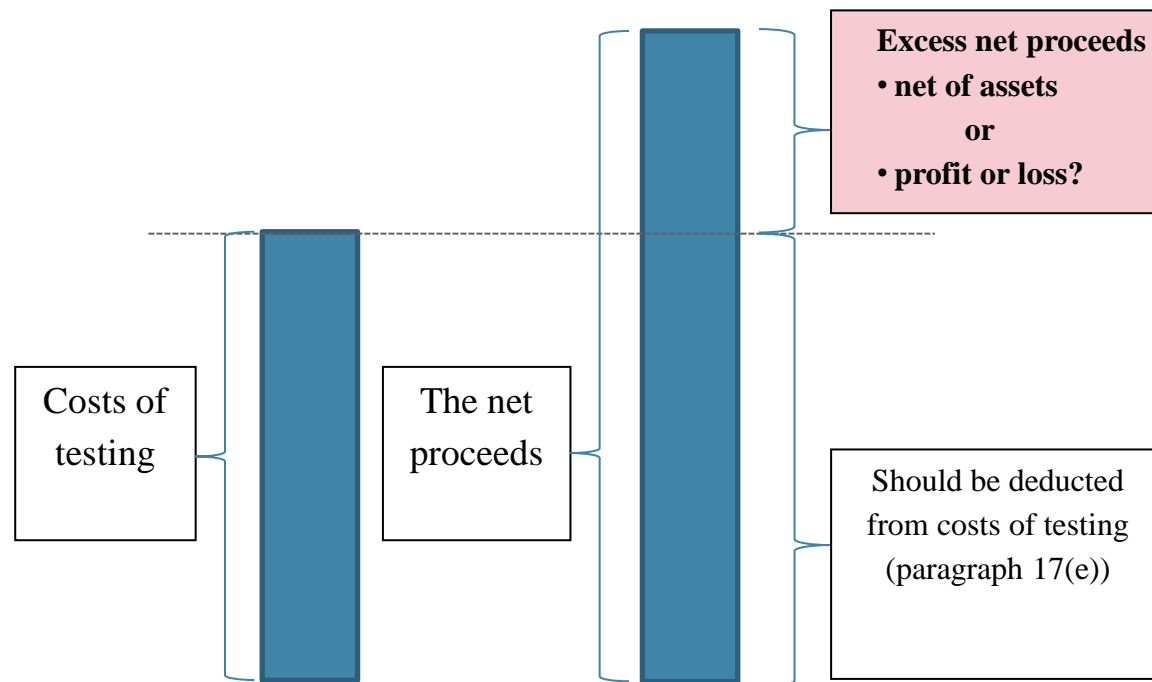 Excess net proceeds
• net of assets
or
• profit or loss?
Costs of
testing
The net
proceeds
Should be deducted
from costs of testing
(paragraph 17(e))